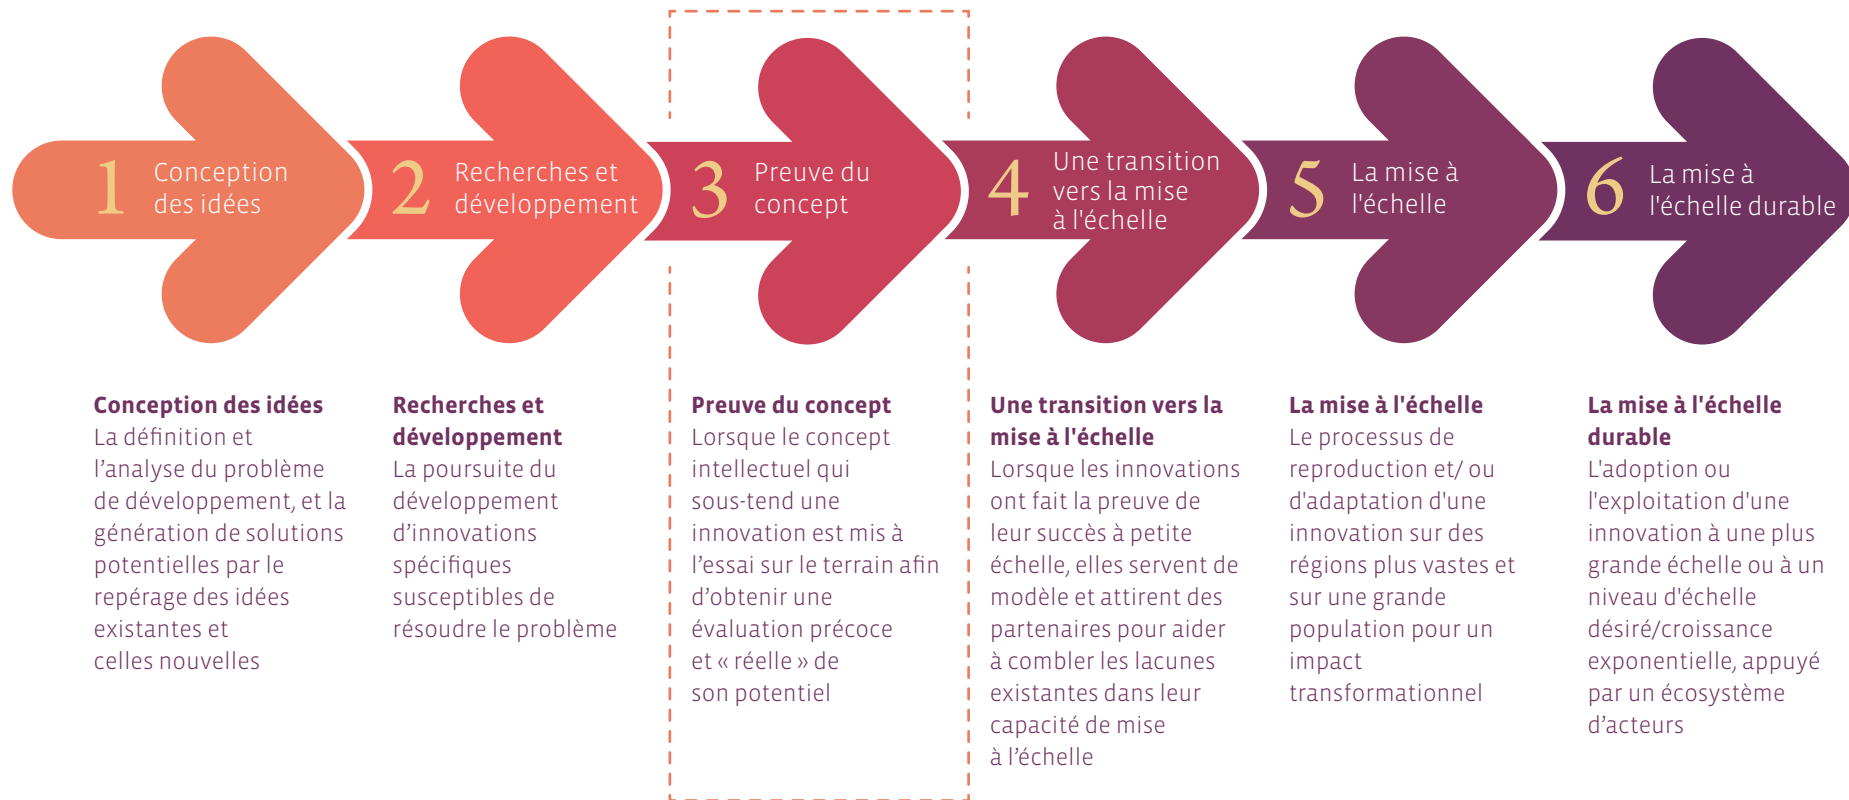 1
Conception
des idées
2
Recherches et
développement
3
Preuve du
concept
4
Une transition
vers la mise
à l'échelle
5
La mise à
l'échelle
6
La mise à
l'échelle durable
Conception des idées
La définition et
l’analyse du problème
de développement, et la
génération de solutions
potentielles par le
repérage des idées
existantes et
celles nouvelles
Recherches et
développement
La poursuite du
développement
d’innovations
spécifiques
susceptibles de
résoudre le problème
Preuve du concept
Lorsque le concept
intellectuel qui
sous-tend une
innovation est mis à
l’essai sur le terrain afin
d’obtenir une
évaluation précoce
et « réelle » de
son potentiel
Une transition vers la
mise à l'échelle
Lorsque les innovations
ont fait la preuve de
leur succès à petite
échelle, elles servent de
modèle et attirent des
partenaires pour aider
à combler les lacunes
existantes dans leur
capacité de mise
à l’échelle
La mise à l'échelle
Le processus de
reproduction et/ ou
d'adaptation d'une
innovation sur des
régions plus vastes et
sur une grande
population pour un
impact
transformationnel
La mise à l'échelle
durable
L'adoption ou
l'exploitation d'une
innovation à une plus
grande échelle ou à un
niveau d'échelle
désiré/croissance
exponentielle, appuyé
par un écosystème
d’acteurs